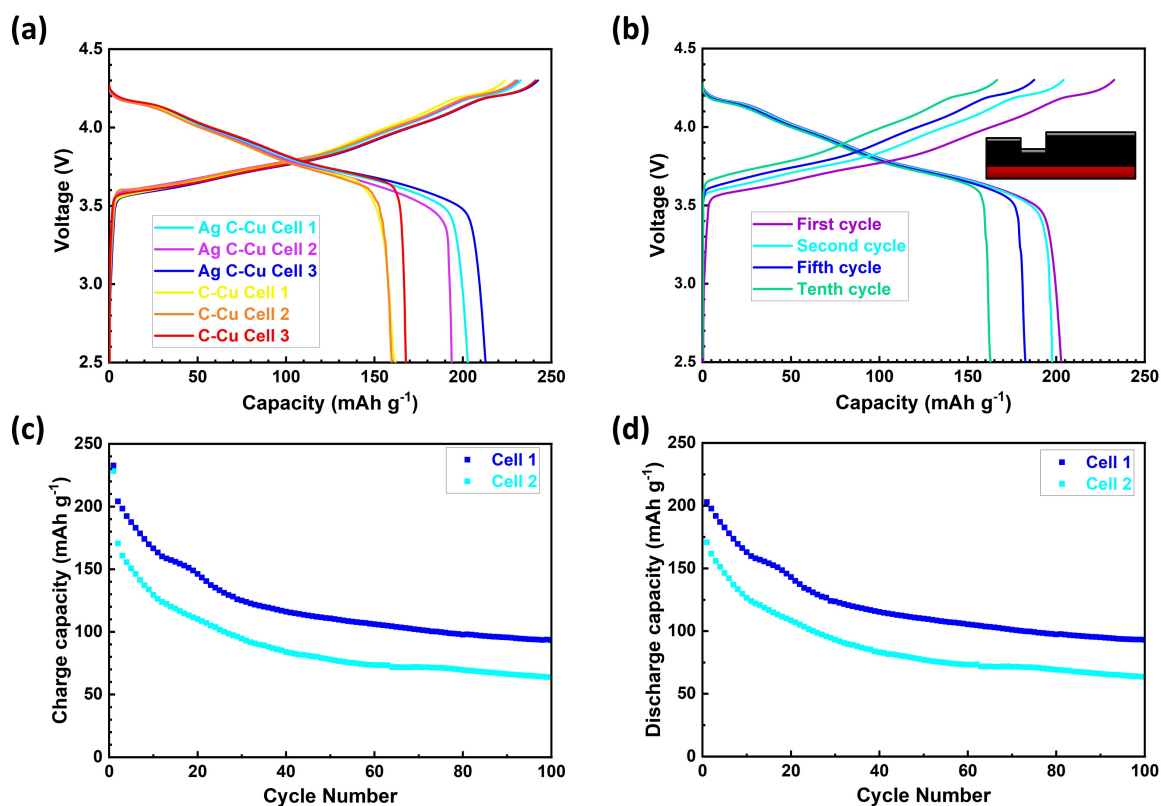 (a)
4.5
4.0
3.5
3.0
2.5
Voltage (V)
Ag C-Cu Cell 1
Ag C-Cu Cell 2
Ag C-Cu Cell 3
C-Cu Cell 1
C-Cu Cell 2
C-Cu Cell 3
0 50 100 150 200 250
Capacity (mAh g⁻¹)
(b)
4.5
4.0
3.5
3.0
2.5
Voltage (V)
First cycle
Second cycle
Fifth cycle
Tenth cycle
0 50 100 150 200 250
Capacity (mAh g⁻¹)
(c)
250
200
150
100
50
0
Charge capacity (mAh g⁻¹)
Cell 1
Cell 2
0 20 40 60 80 100
Cycle Number
(d)
250
200
150
100
50
0
Discharge capacity (mAh g⁻¹)
Cell 1
Cell 2
0 20 40 60 80 100
Cycle Number